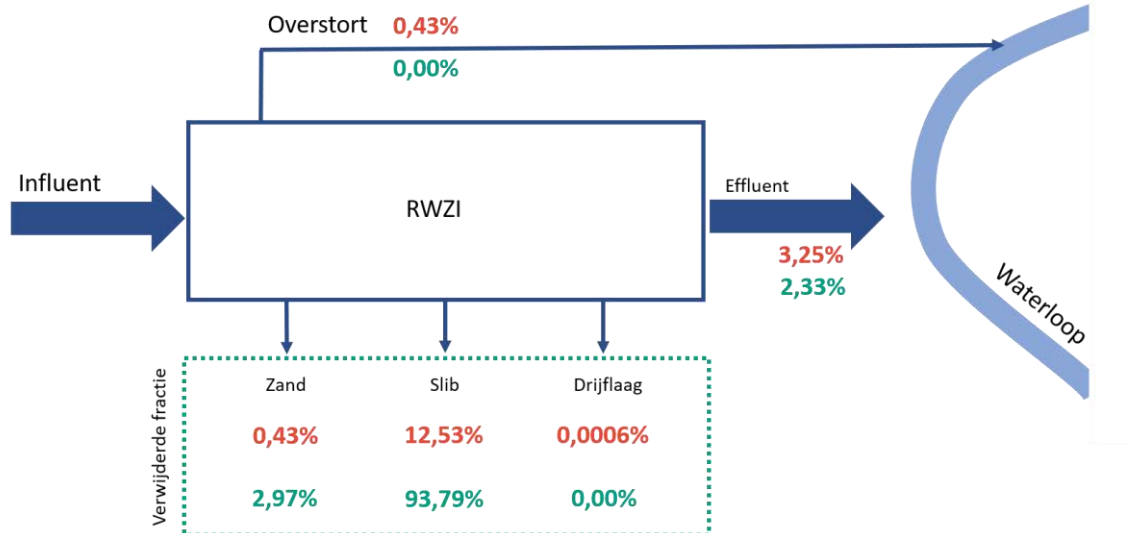 Overstort 0,43%
0,00%
Influent
RWZI
Effluent
3,25%
2,33%
Waterloop
Verwijderde fractie
Zand Slib Drijflaag
0,43% 12,53% 0,0006%
2,97% 93,79% 0,00%